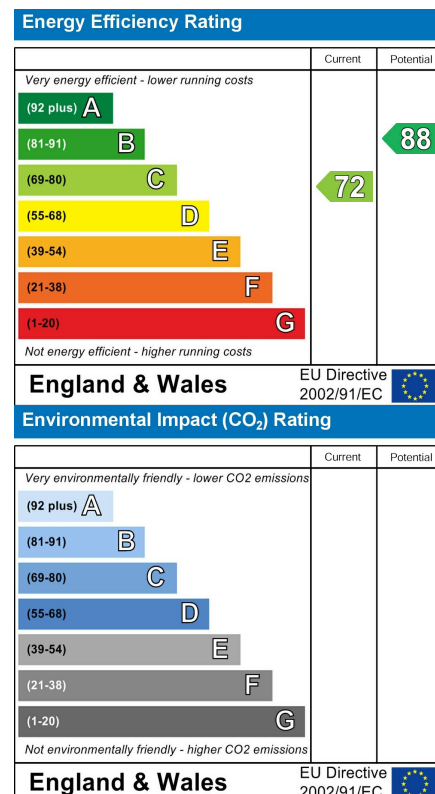 Energy Efficiency Rating
Current Potential
Very energy efficient - lower running costs
(92 plus) A
(81-91) B
88
(69-80) C
72
(55-68) D
(39-54) E
(21-38) F
(1-20) G
Not energy efficient - higher running costs
England & Wales
EU Directive
2002/91/EC
Environmental Impact (CO₂) Rating
Current Potential
Very environmentally friendly - lower CO2 emissions
(92 plus) A
(81-91) B
(69-80) C
(55-68) D
(39-54) E
(21-38) F
(1-20) G
Not environmentally friendly - higher CO2 emissions
England & Wales
EU Directive
2002/91/EC